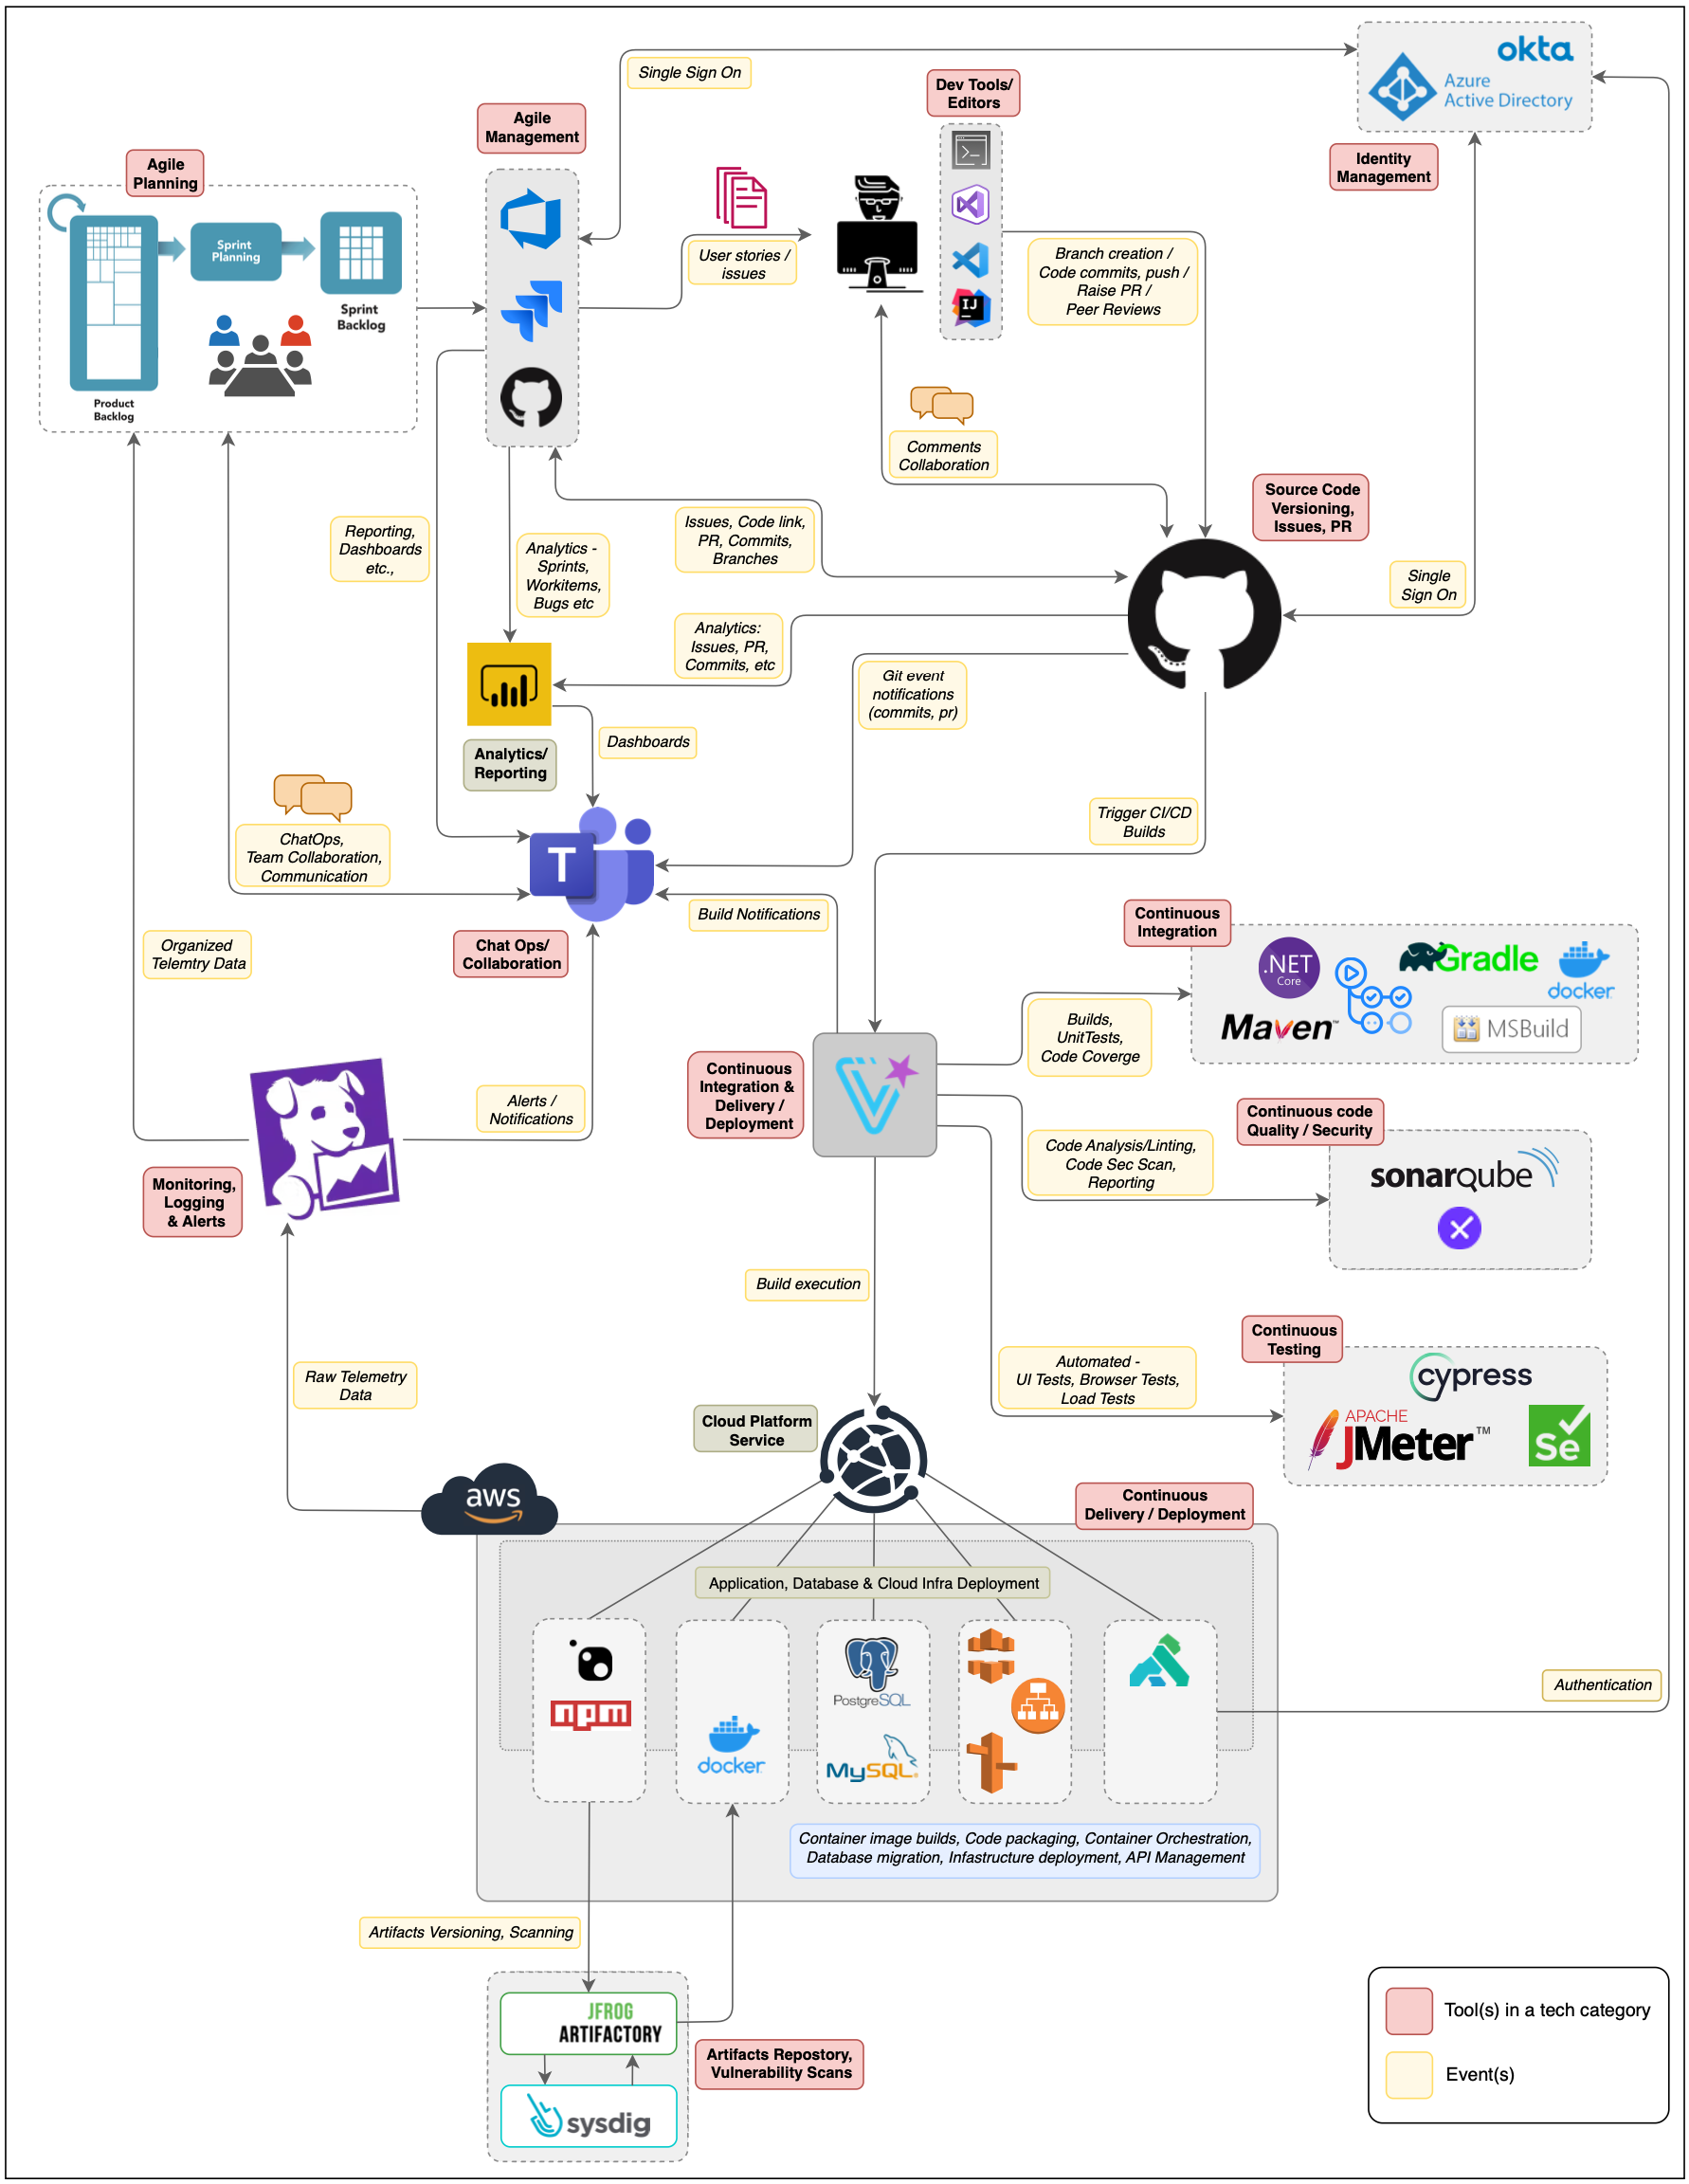 okta
Azure
Active Directory
Identity
Management
Single Sign On
Dev Tools/
Editors
Agile
Management
Agile
Planning
Sprint
Planning
Sprint
Backlog
Product
Backlog
User stories /
issues
IJ
Branch creation /
Code commits, push /
Raise PR /
Peer Reviews
Comments
Collaboration
Source Code
Versioning,
Issues, PR
Single
Sign On
Reporting,
Dashboards
etc.,
Analytics -
Sprints,
Workitems,
Bugs etc
Issues, Code link,
PR, Commits,
Branches
Analytics:
Issues, PR,
Commits, etc
Git event
notifications
(commits, pr)
Analytics/
Reporting
Dashboards
ChatOps,
Team Collaboration,
Communication
T
Trigger CI/CD
Builds
Build Notifications
Organized
Telemtry Data
Chat Ops/
Collaboration
Continuous
Integration
.NET
Core
Gradle
docker
Maven™
MSBuild
Builds,
UnitTests,
Code Coverge
Continuous
Integration &
Delivery /
Deployment
Alerts /
Notifications
Monitoring,
Logging
& Alerts
Continuous code
Quality / Security
Code Analysis/Linting,
Code Sec Scan,
Reporting
sonarqube
Build execution
Raw Telemetry
Data
Continuous
Testing
Automated -
UI Tests, Browser Tests,
Load Tests
cypress
APACHE
JMeter™
Se
Cloud Platform
Service
aws
Continuous
Delivery / Deployment
Application, Database & Cloud Infra Deployment
npm
docker
PostgreSQL
MySQL®
Authentication
Container image builds, Code packaging, Container Orchestration,
Database migration, Infastructure deployment, API Management
Artifacts Versioning, Scanning
JFROG
ARTIFACTORY
sysdig
Artifacts Repostory,
Vulnerability Scans
Tool(s) in a tech category
Event(s)